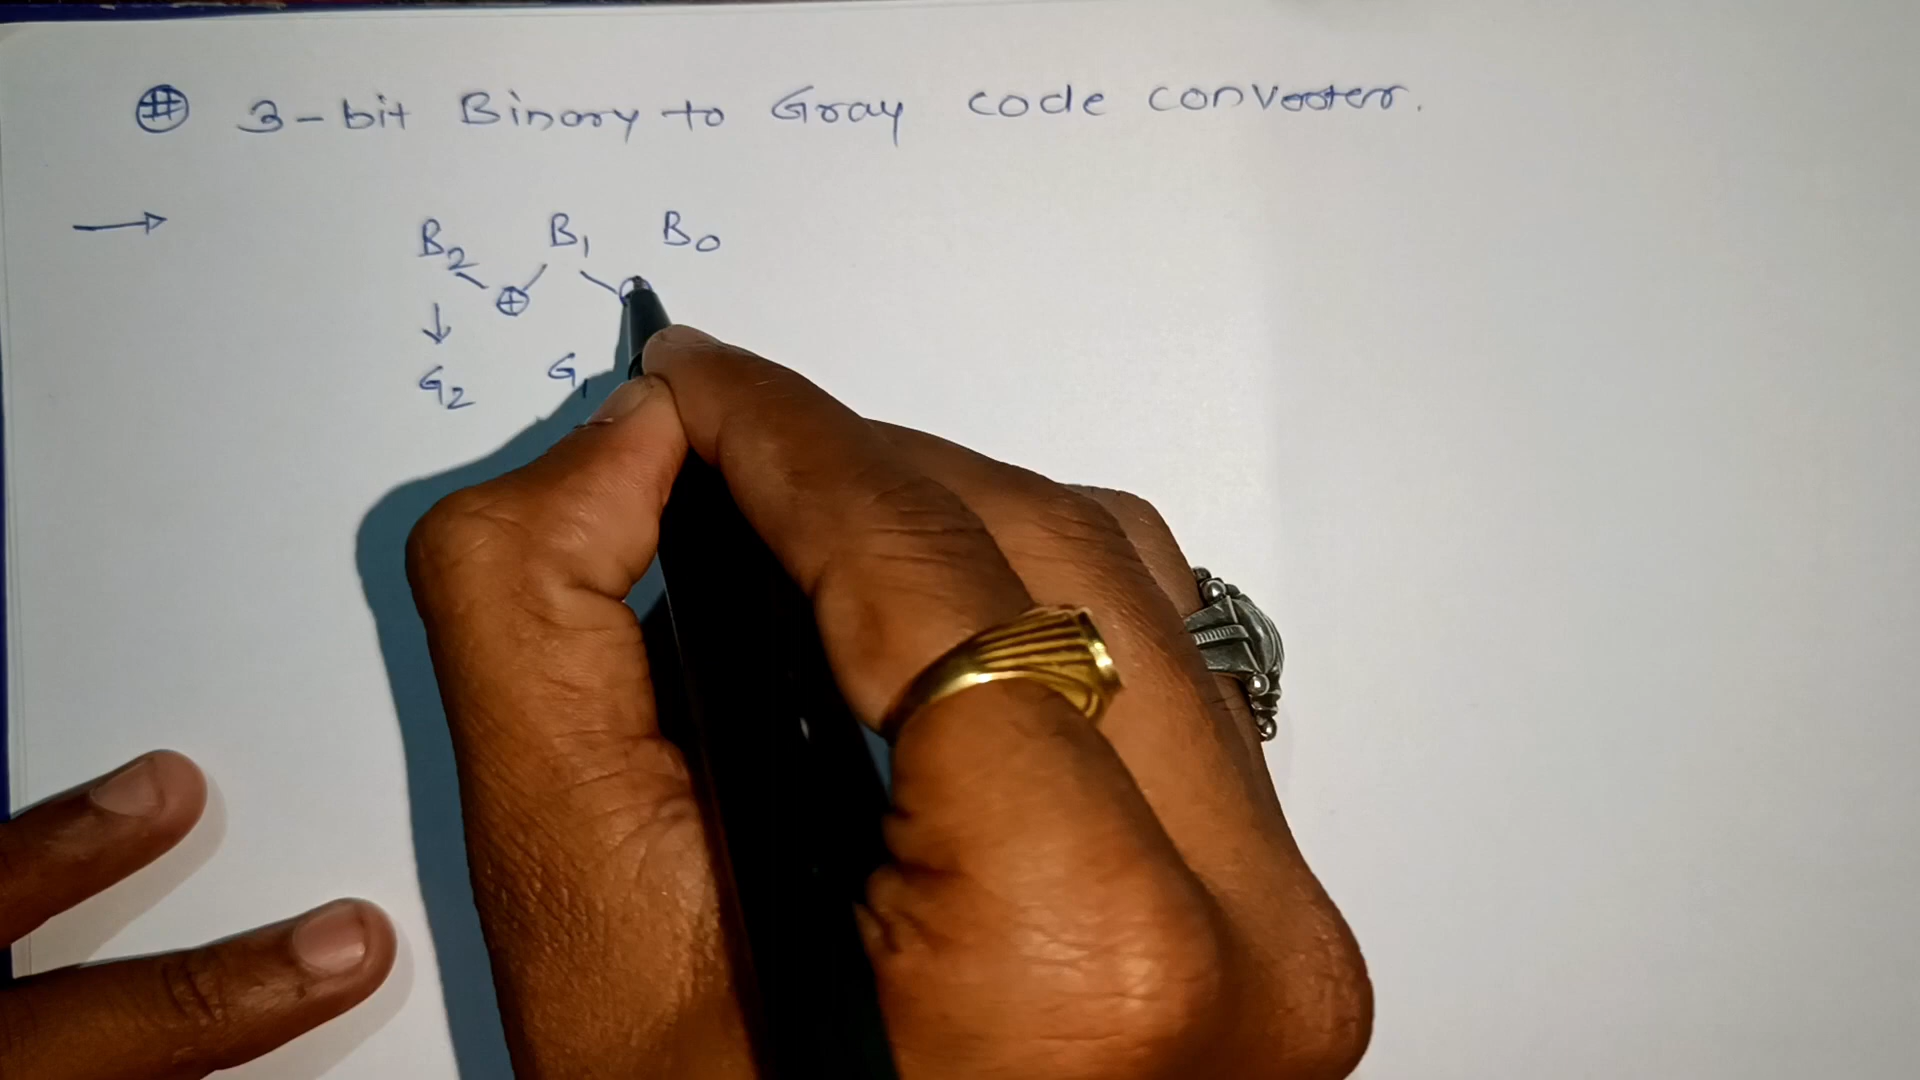 # 3-bit Binary to Gray code converter.
→ B₂ B₁ B₀
⊕
↓
G₂ G₁